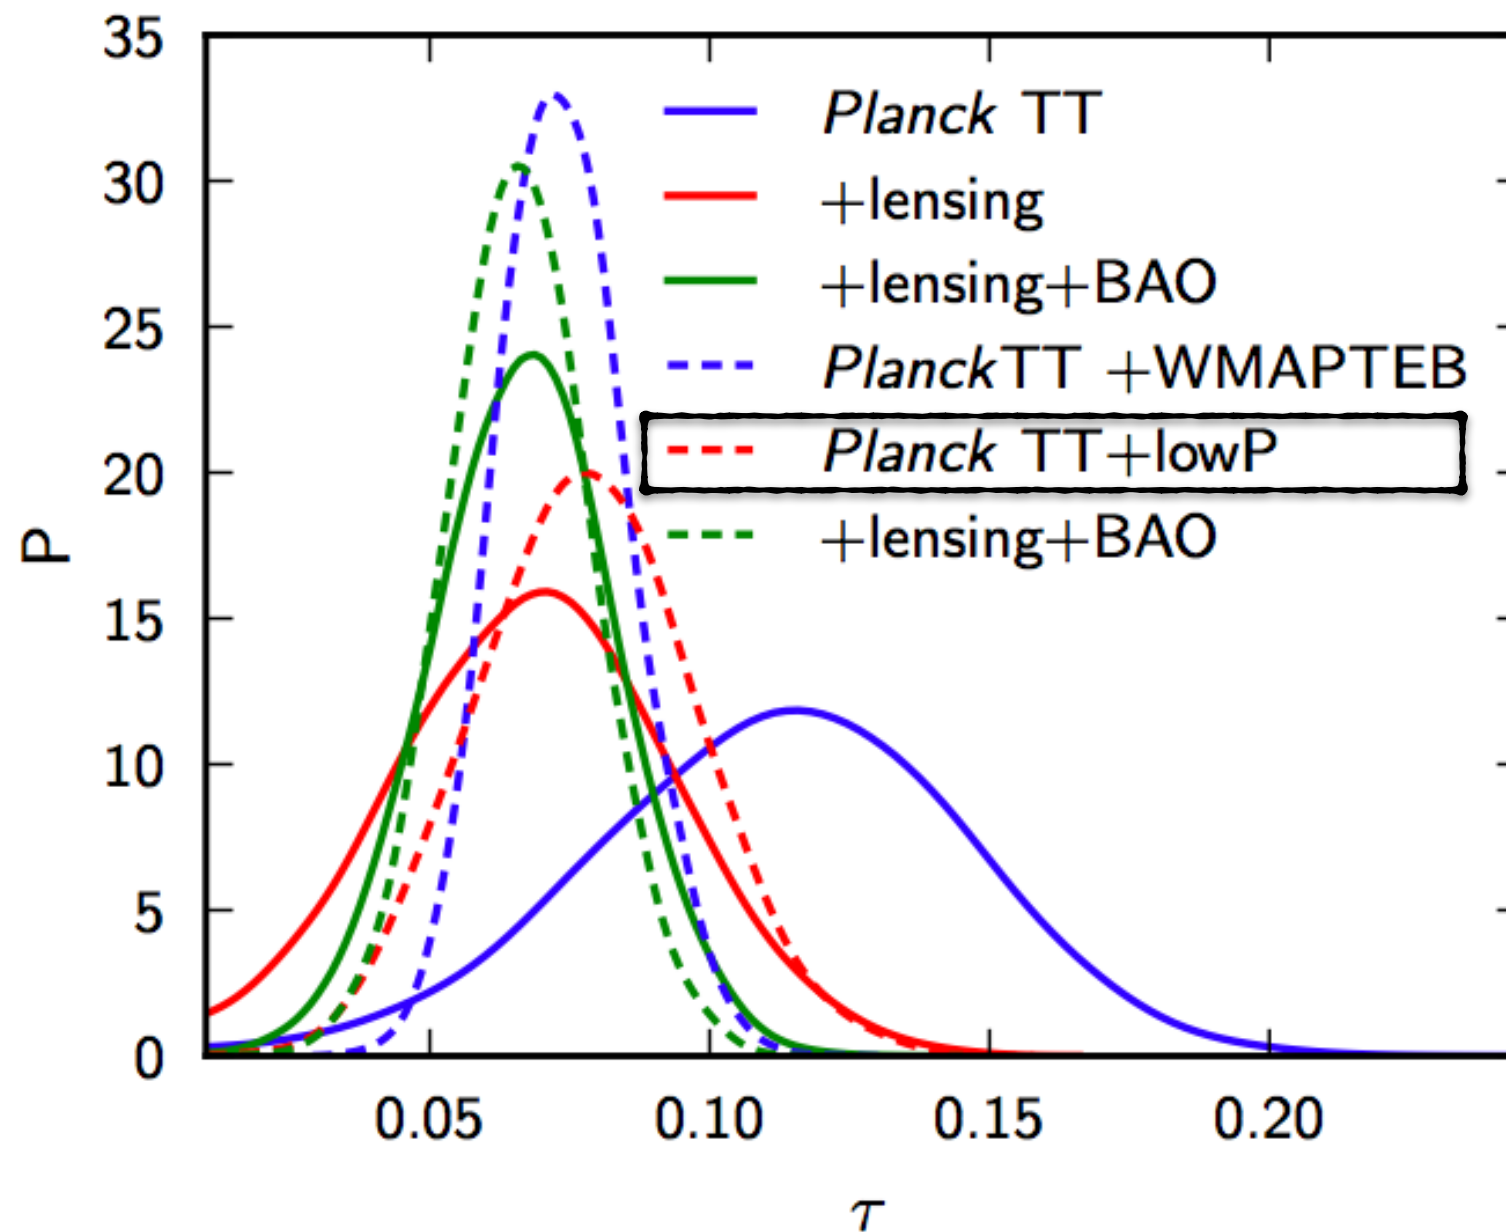 35
30
25
20
15
10
5
0
P
Planck TT
+lensing
+lensing+BAO
PlanckTT +WMAPTEB
Planck TT+lowP
+lensing+BAO
0.05 0.10 0.15 0.20
τ